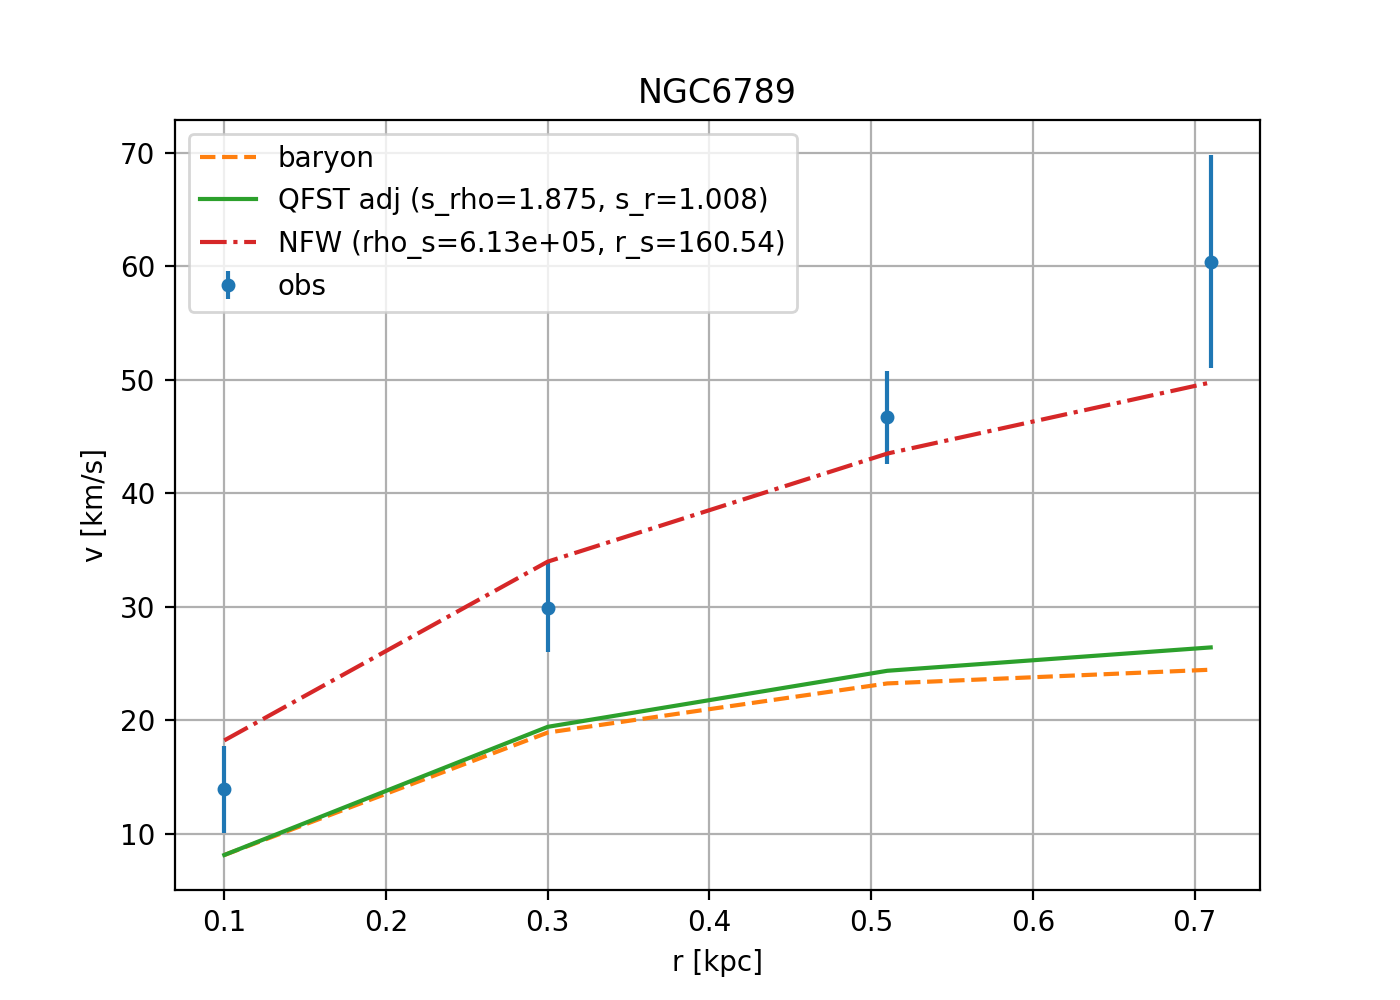 NGC6789
baryon
QFST adj (s_rho=1.875, s_r=1.008)
NFW (rho_s=6.13e+05, r_s=160.54)
obs
v [km/s]
70
60
50
40
30
20
10
0.1 0.2 0.3 0.4 0.5 0.6 0.7
r [kpc]